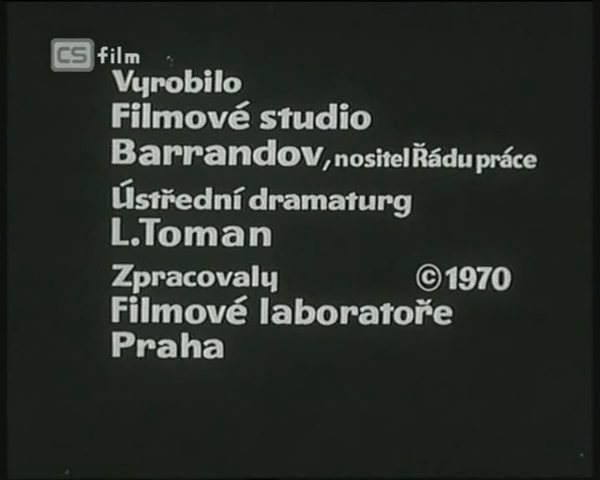 CS film
Vyrobilo
Filmové studio
Barrandov, nositel Řádu práce
Ústřední dramaturg
L.Toman
Zpracovaly ©1970
Filmové laboratoře
Praha